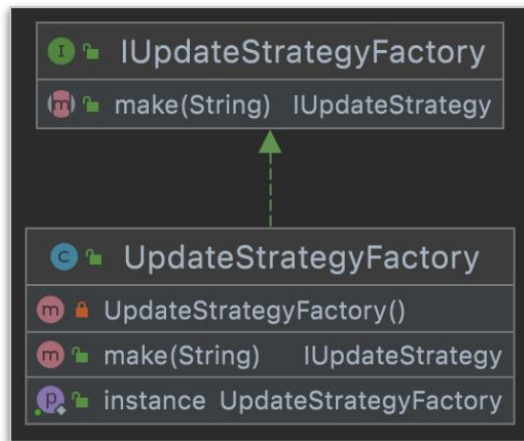 I IUpdateStrategyFactory
m make(String) IUpdateStrategy
C UpdateStrategyFactory
m UpdateStrategyFactory()
m make(String) IUpdateStrategy
p instance UpdateStrategyFactory